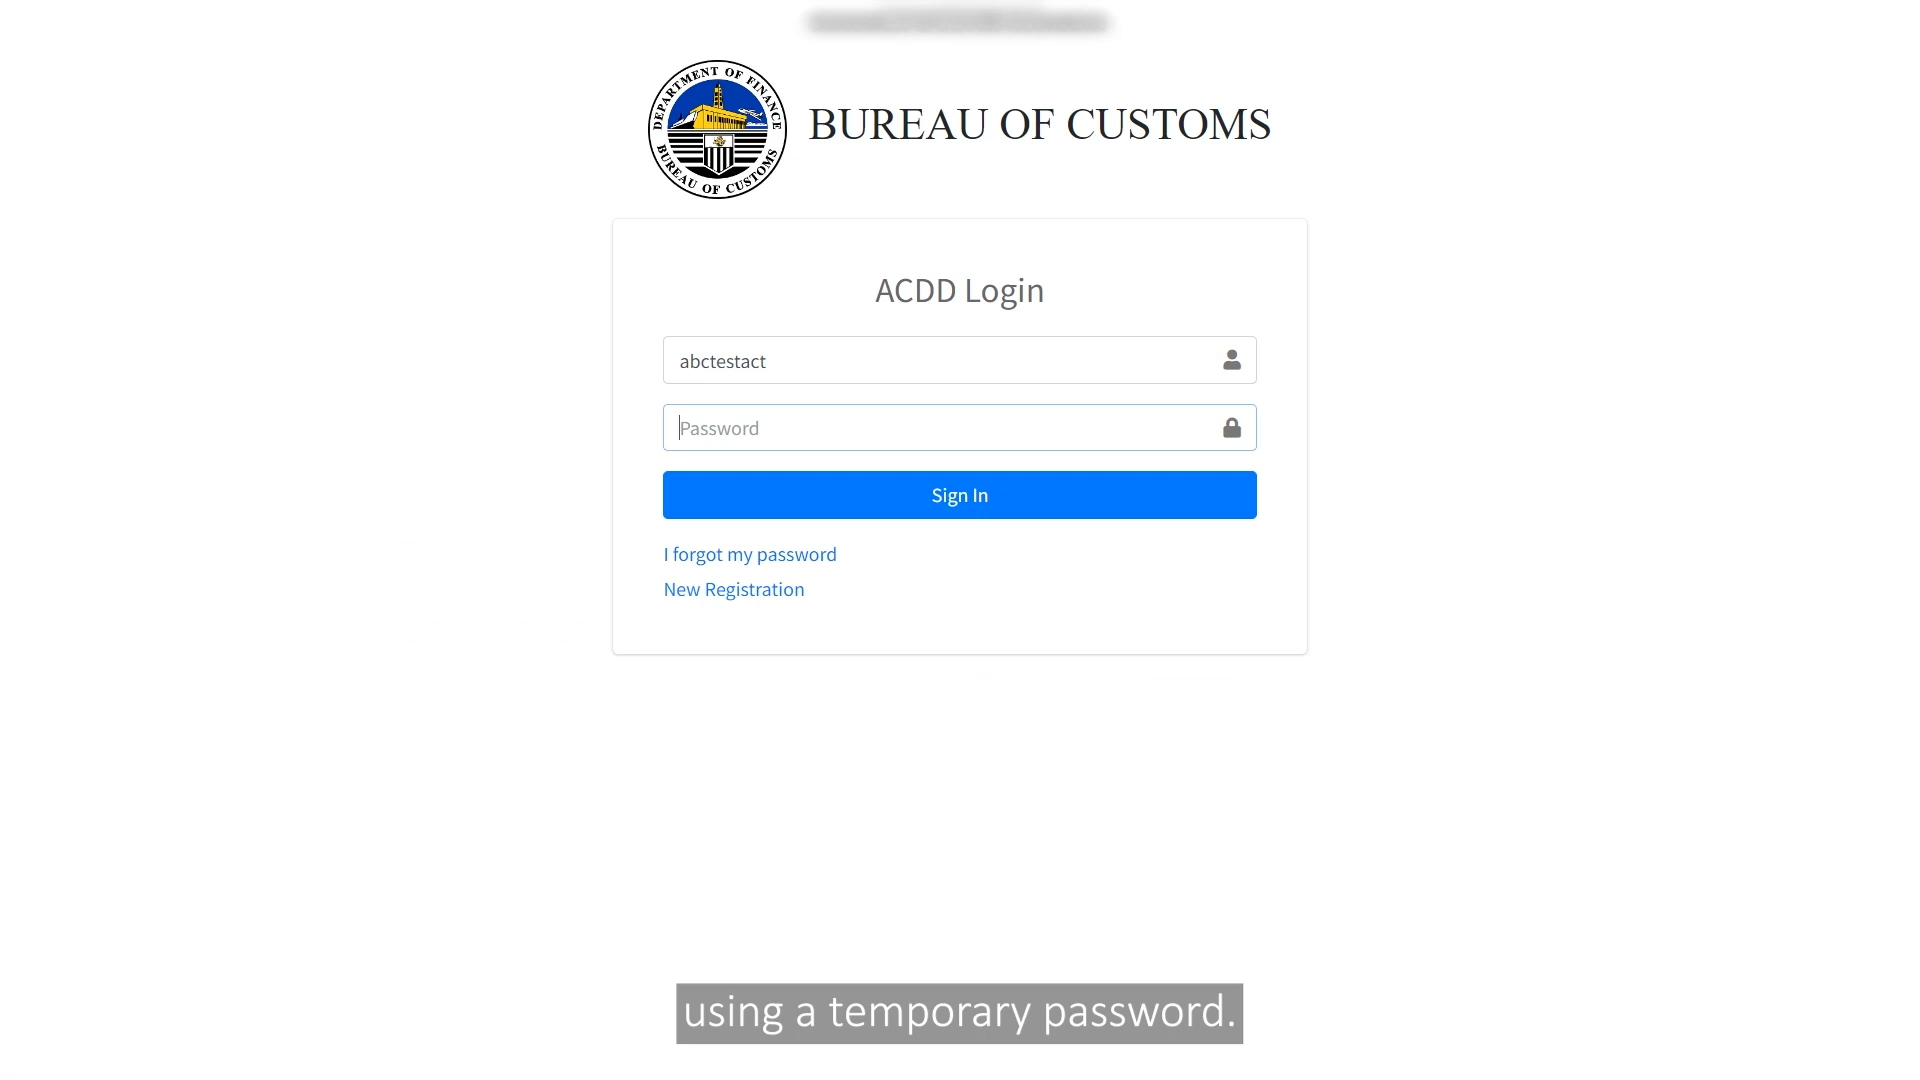 DEPARTMENT OF FINANCE
BUREAU OF CUSTOMS
BUREAU OF CUSTOMS
ACDD Login
abctestact
Password
Sign In
I forgot my password
New Registration
using a temporary password.